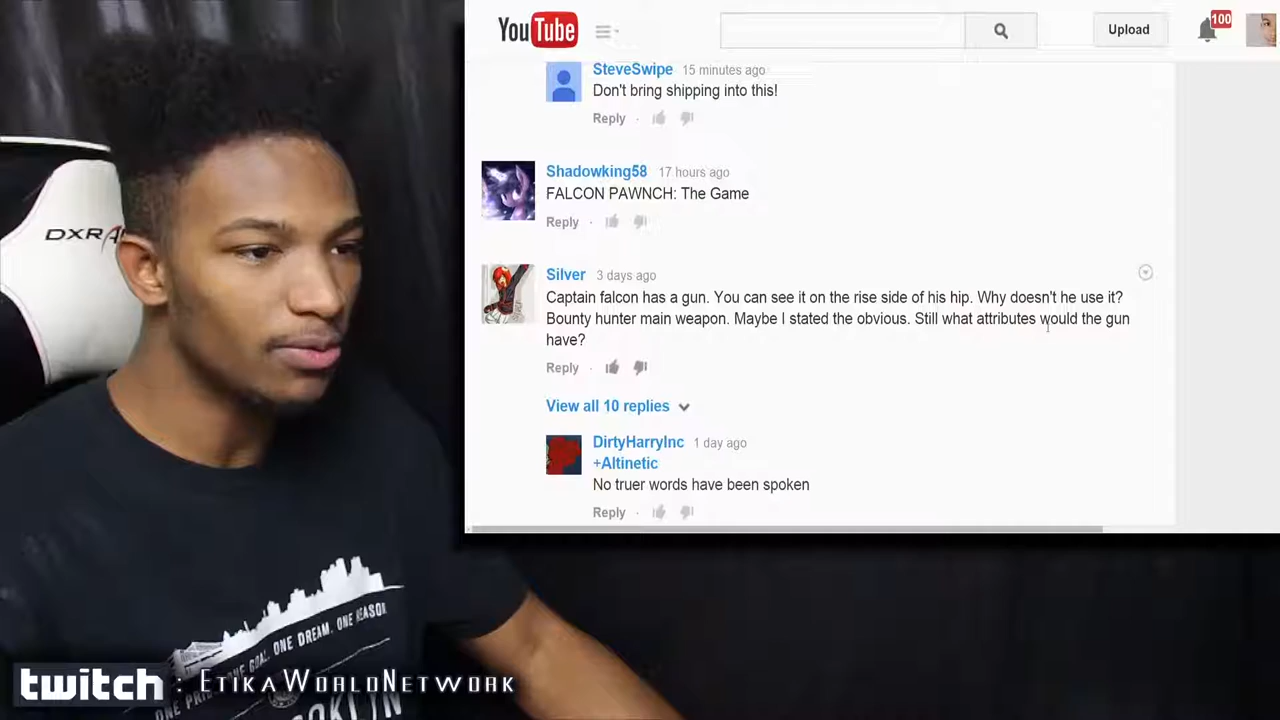 YouTube
Upload
100
SteveSwipe 15 minutes ago
Don't bring shipping into this!
Reply ·
Shadowking58 17 hours ago
FALCON PAWNCH: The Game
Reply ·
Silver 3 days ago
Captain falcon has a gun. You can see it on the rise side of his hip. Why doesn't he use it?
Bounty hunter main weapon. Maybe I stated the obvious. Still what attributes would the gun
have?
Reply ·
View all 10 replies
DirtyHarryInc 1 day ago
+Altinetic
No truer words have been spoken
Reply ·
DXRA
ONE GOAL. ONE DREAM. ONE REASON
twitch : EtikaWorldNetwork